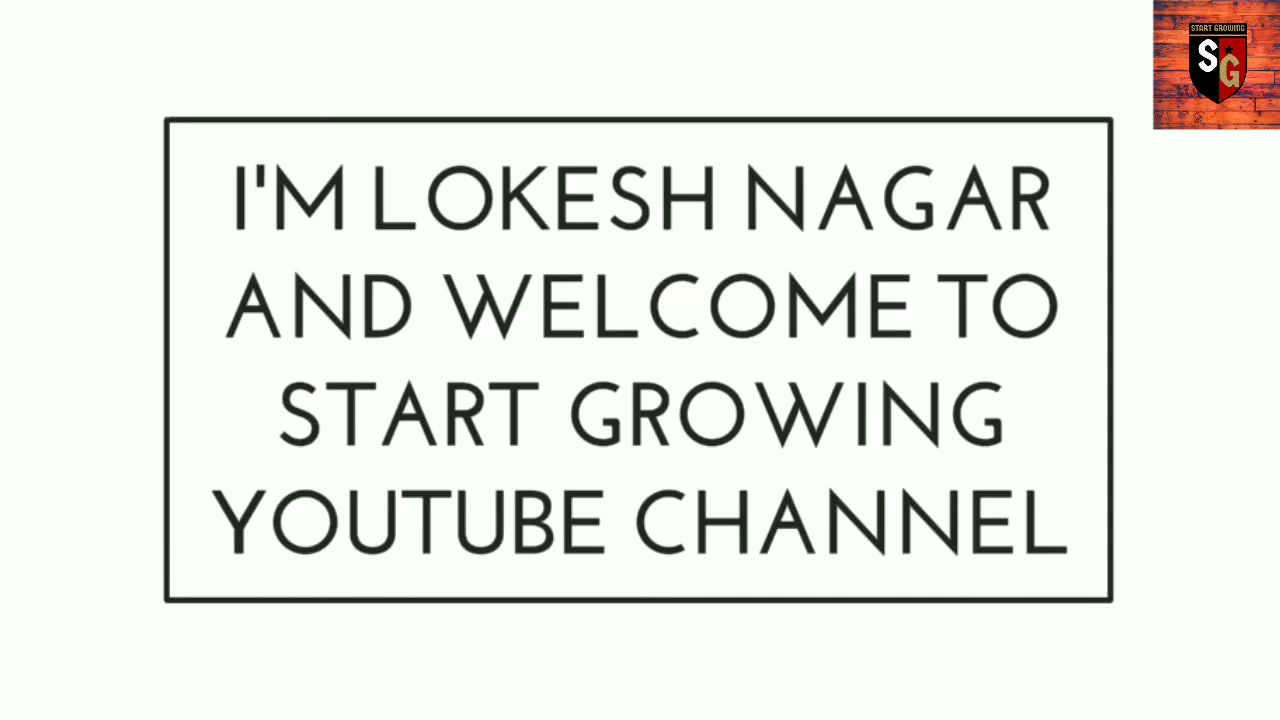 START GROWING
SG
I'M LOKESH NAGAR
AND WELCOME TO
START GROWING
YOUTUBE CHANNEL